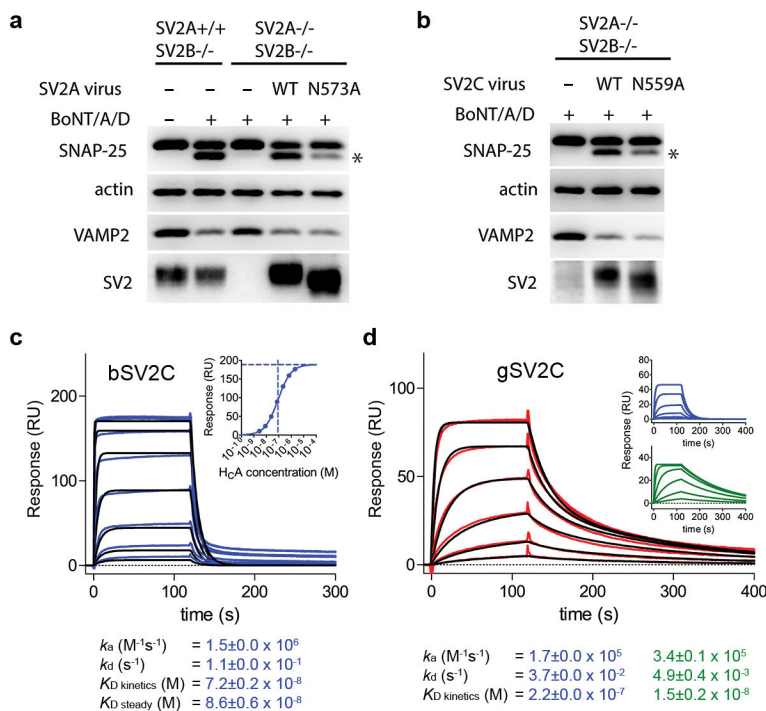 a
SV2A+/+ SV2A-/-
SV2B-/- SV2B-/-
SV2A virus – – – WT N573A
BoNT/A/D – + + + +
SNAP-25 *
actin
VAMP2
SV2
b
SV2A-/-
SV2B-/-
SV2C virus – WT N559A
BoNT/A/D + + +
SNAP-25 *
actin
VAMP2
SV2
c
bSV2C
Response (RU)
200
100
0
0 100 200 300
time (s)
Response (RU)
200
150
100
50
0
10-10 10-9 10-8 10-7 10-6 10-5 10-4
HCA concentration (M)
ka (M-1s-1) = 1.5±0.0 x 10⁶
kd (s-1) = 1.1±0.0 x 10-1
KD kinetics (M) = 7.2±0.2 x 10-8
KD steady (M) = 8.6±0.6 x 10-8
d
gSV2C
Response (RU)
100
50
0
0 100 200 300 400
time (s)
Response (RU)
80
60
40
20
0
0 100 200 300 400
time (s)
60
40
20
0
0 100 200 300 400
time (s)
ka (M-1s-1) = 1.7±0.0 x 10⁵ 3.4±0.1 x 10⁵
kd (s-1) = 3.7±0.0 x 10-2 4.9±0.4 x 10-3
KD kinetics (M) = 2.2±0.0 x 10-7 1.5±0.2 x 10-8